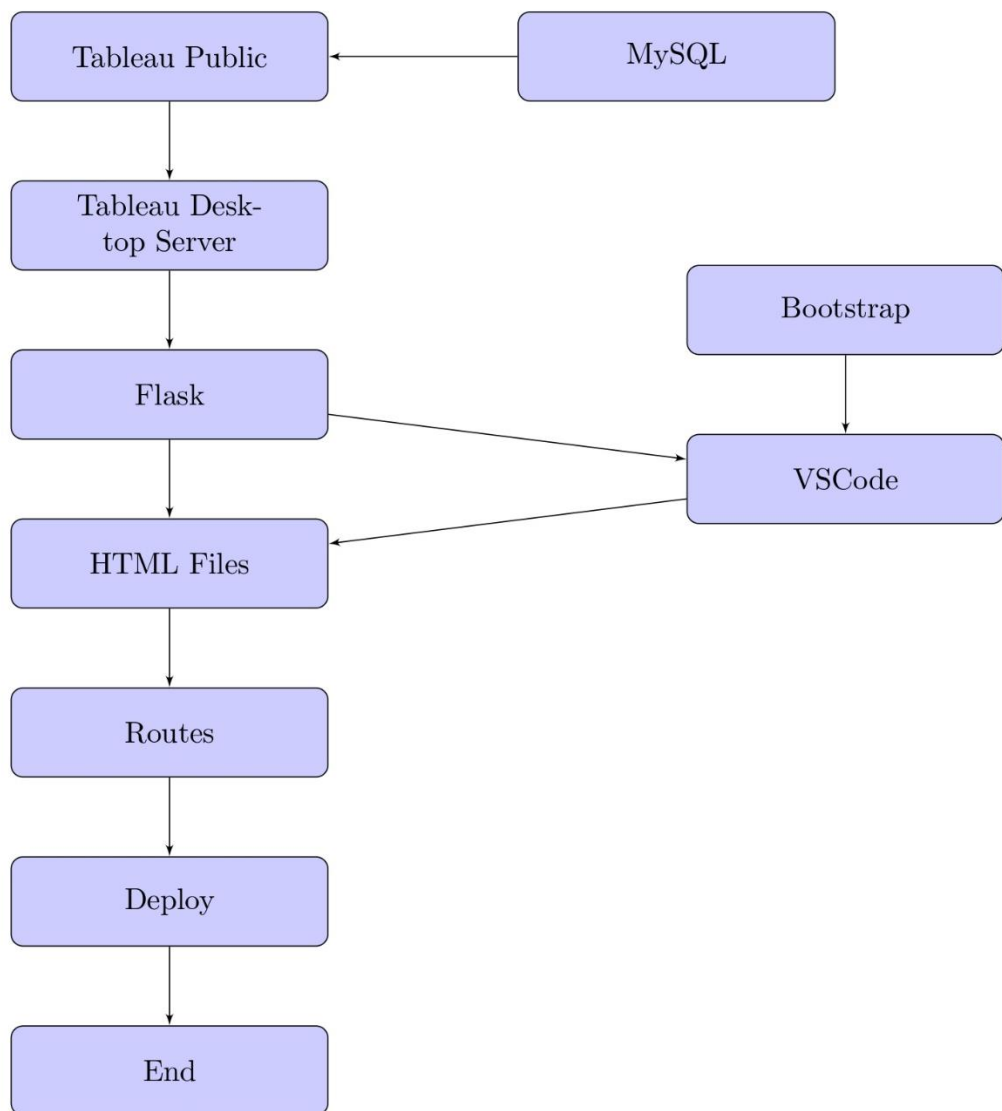 Tableau Public
MySQL
Tableau Desk-
top Server
Bootstrap
Flask
VSCode
HTML Files
Routes
Deploy
End